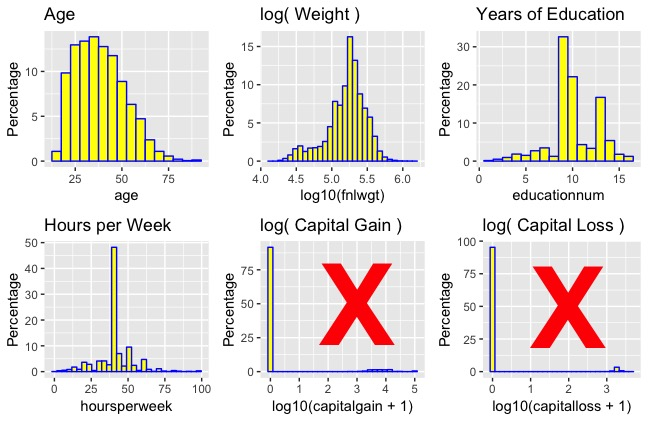 Age
10
5
0
Percentage
25 50 75
age
log( Weight )
15
10
5
0
Percentage
4.0 4.5 5.0 5.5 6.0
log10(fnlwgt)
Years of Education
30
20
10
0
Percentage
0 5 10 15
educationnum
Hours per Week
50
40
30
20
10
0
Percentage
0 25 50 75 100
hoursperweek
log( Capital Gain )
75
50
25
0
Percentage
X
0 1 2 3 4 5
log10(capitalgain + 1)
log( Capital Loss )
100
75
50
25
0
Percentage
X
0 1 2 3
log10(capitalloss + 1)